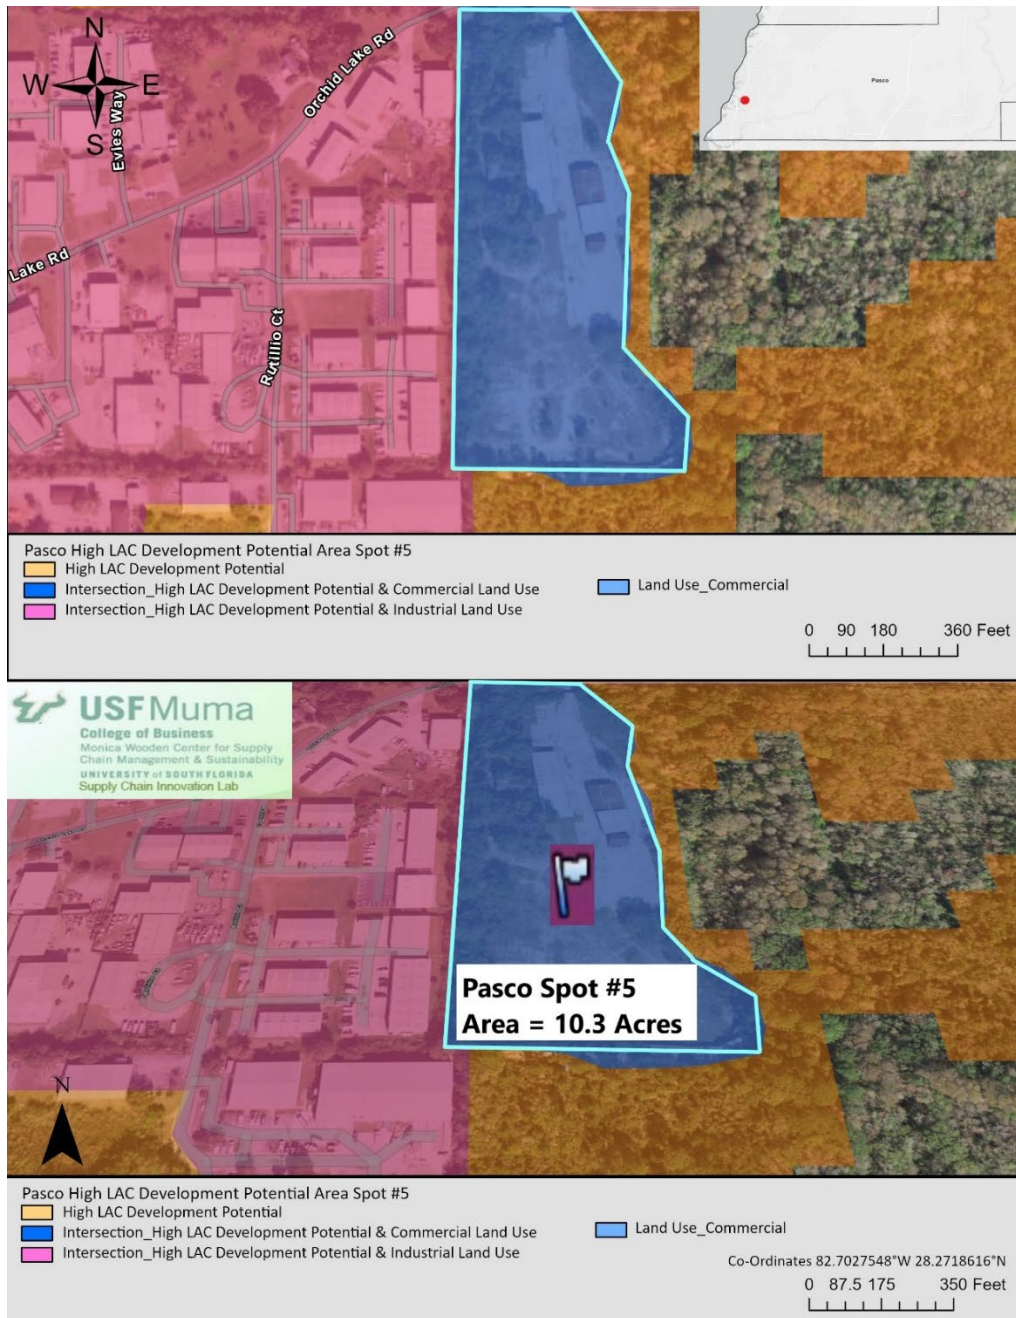 N
W E
S
Evies Way
Orchid Lake Rd
Lake Rd
Rutillio Ct
Pasco
Pasco High LAC Development Potential Area Spot #5
High LAC Development Potential
Intersection_High LAC Development Potential & Commercial Land Use
Intersection_High LAC Development Potential & Industrial Land Use
Land Use_Commercial
0 90 180 360 Feet
USF Muma
College of Business
Monica Wooden Center for Supply
Chain Management & Sustainability
UNIVERSITY of SOUTH FLORIDA
Supply Chain Innovation Lab
Pasco Spot #5
Area = 10.3 Acres
N
Pasco High LAC Development Potential Area Spot #5
High LAC Development Potential
Intersection_High LAC Development Potential & Commercial Land Use
Intersection_High LAC Development Potential & Industrial Land Use
Land Use_Commercial
Co-Ordinates 82.7027548°W 28.2718616°N
0 87.5 175 350 Feet